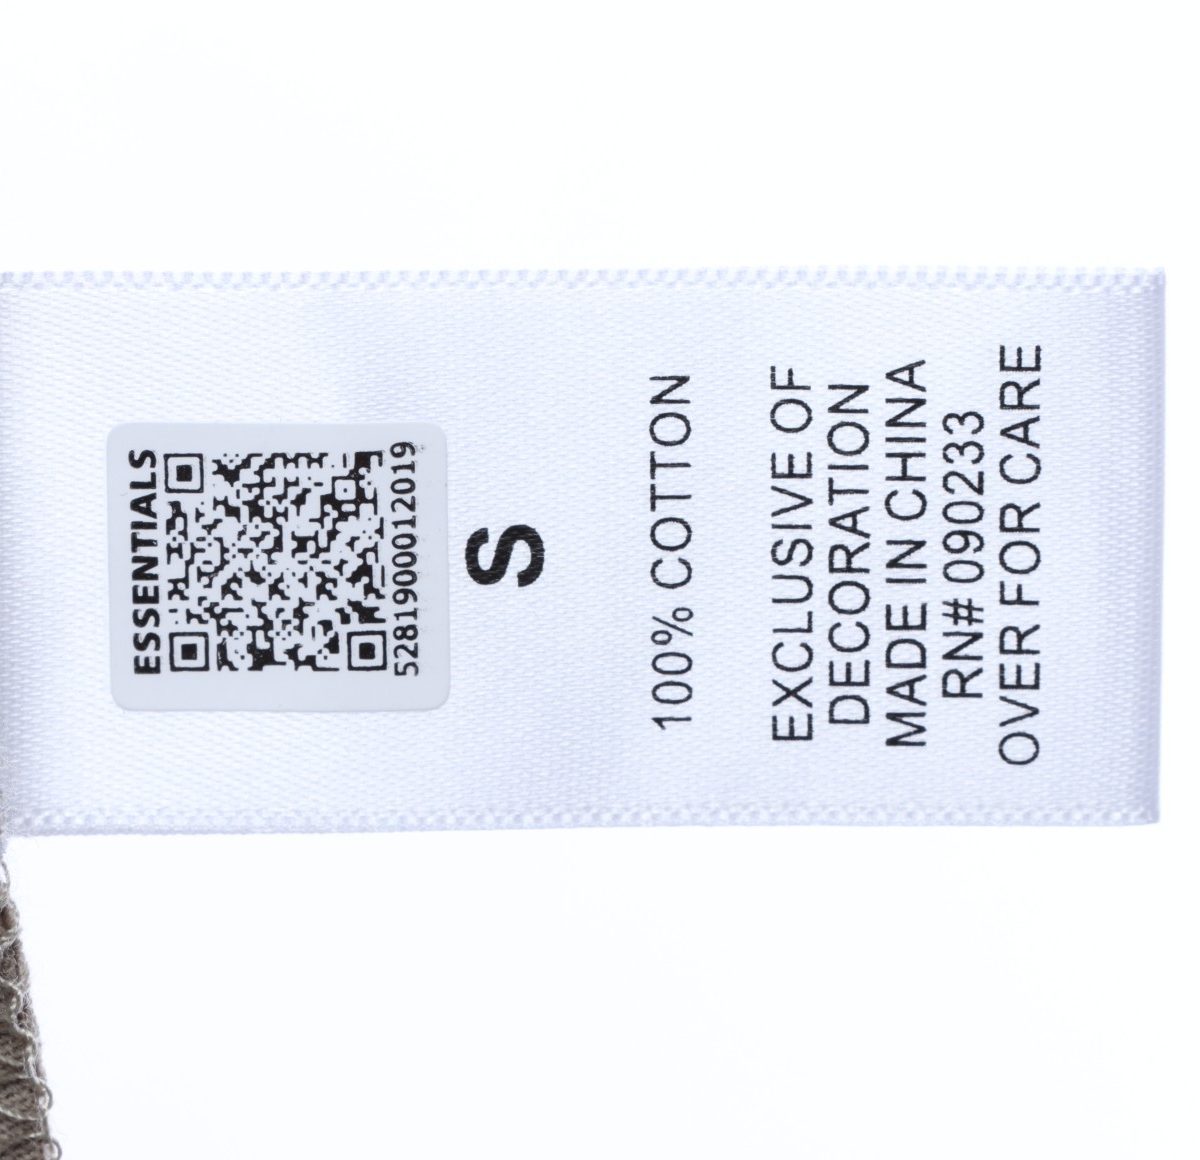 ESSENTIALS
5281900012019
S
100% COTTON
EXCLUSIVE OF
DECORATION
MADE IN CHINA
RN# 090233
OVER FOR CARE